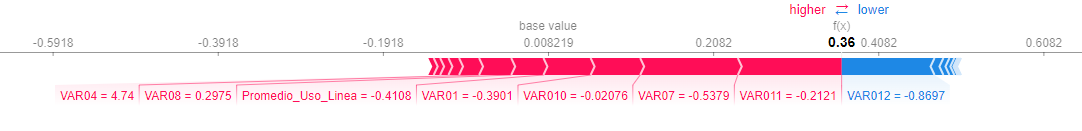 higher ⇄ lower
base value f(x)
-0.5918 -0.3918 -0.1918 0.008219 0.2082 0.36 0.4082 0.6082
VAR04 = 4.74 VAR08 = 0.2975 Promedio_Uso_Linea = -0.4108 VAR01 = -0.3901 VAR010 = -0.02076 VAR07 = -0.5379 VAR011 = -0.2121 VAR012 = -0.8697